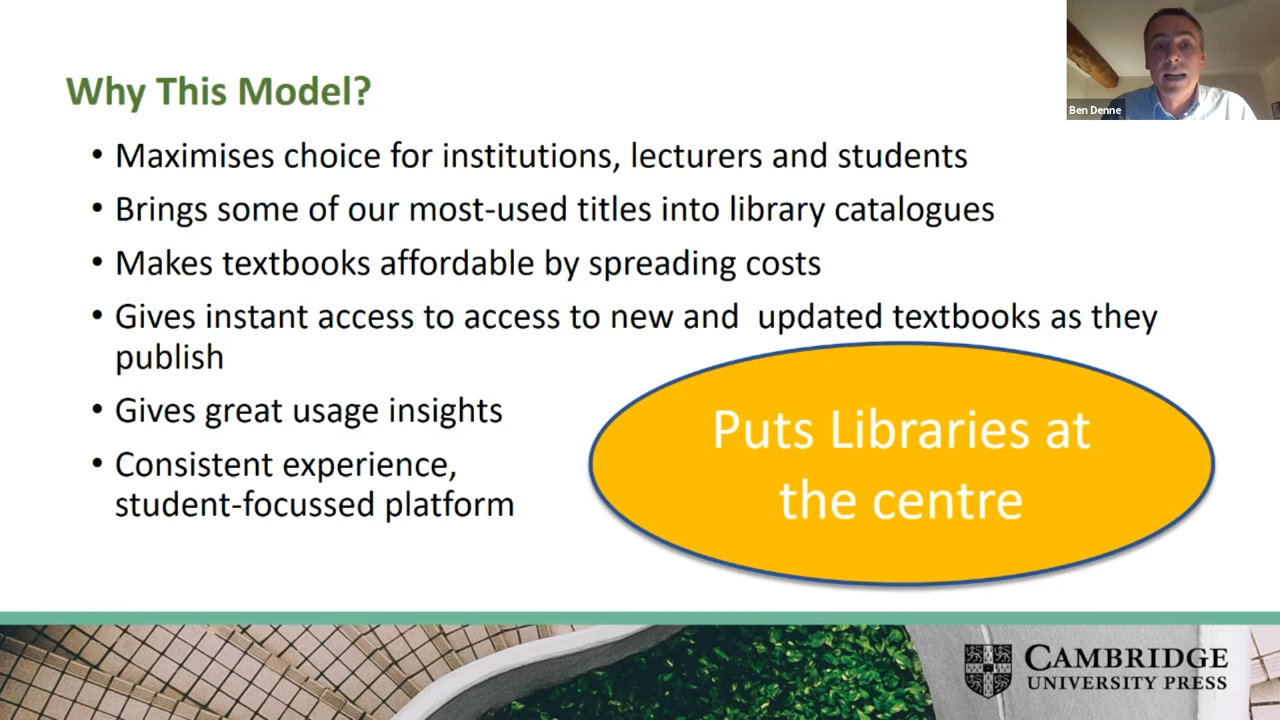 Why This Model?
Ben Denne
• Maximises choice for institutions, lecturers and students
• Brings some of our most-used titles into library catalogues
• Makes textbooks affordable by spreading costs
• Gives instant access to access to new and  updated textbooks as they
publish
• Gives great usage insights
• Consistent experience,
student-focussed platform
Puts Libraries at
the centre
CAMBRIDGE
UNIVERSITY PRESS